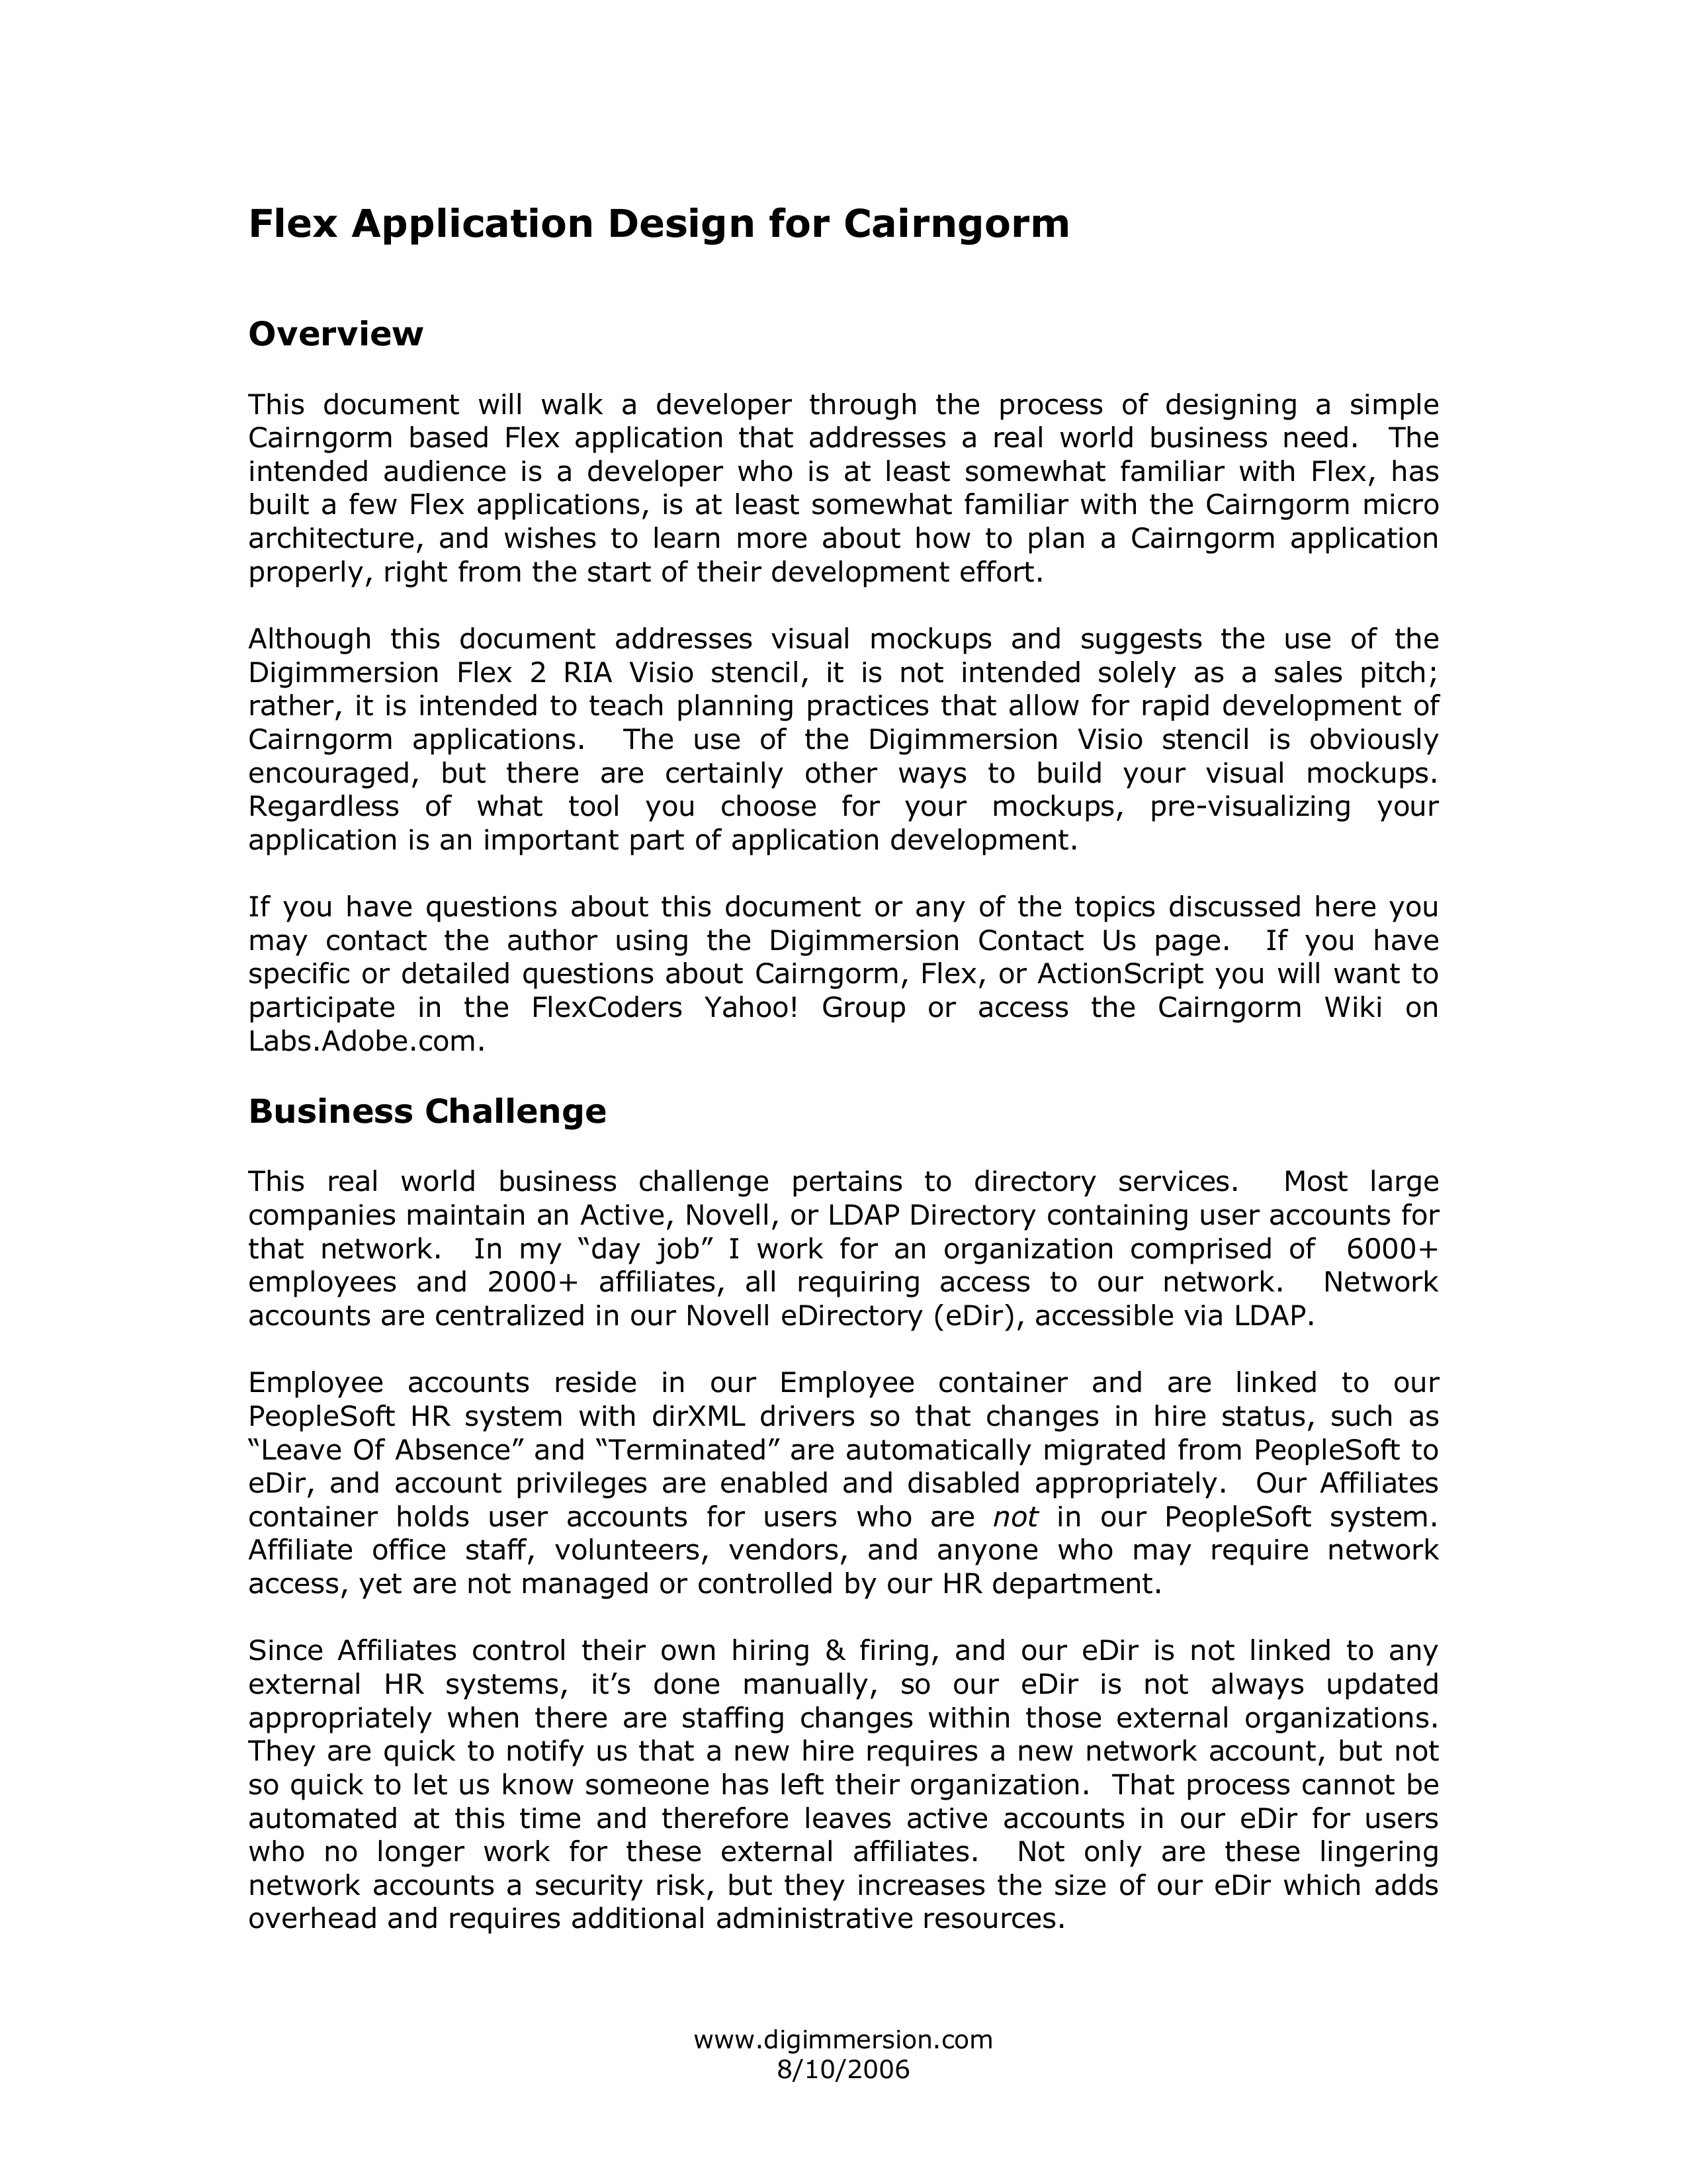 Flex Application Design for Cairngorm
Overview
This document will walk a developer through the process of designing a simple
Cairngorm based Flex application that addresses a real world business need.  The
intended audience is a developer who is at least somewhat familiar with Flex, has
built a few Flex applications, is at least somewhat familiar with the Cairngorm micro
architecture, and wishes to learn more about how to plan a Cairngorm application
properly, right from the start of their development effort.
Although this document addresses visual mockups and suggests the use of the
Digimmersion Flex 2 RIA Visio stencil, it is not intended solely as a sales pitch;
rather, it is intended to teach planning practices that allow for rapid development of
Cairngorm applications.  The use of the Digimmersion Visio stencil is obviously
encouraged, but there are certainly other ways to build your visual mockups.
Regardless of what tool you choose for your mockups, pre-visualizing your
application is an important part of application development.
If you have questions about this document or any of the topics discussed here you
may contact the author using the Digimmersion Contact Us page.  If you have
specific or detailed questions about Cairngorm, Flex, or ActionScript you will want to
participate in the FlexCoders Yahoo! Group or access the Cairngorm Wiki on
Labs.Adobe.com.
Business Challenge
This real world business challenge pertains to directory services.  Most large
companies maintain an Active, Novell, or LDAP Directory containing user accounts for
that network.  In my “day job” I work for an organization comprised of  6000+
employees and 2000+ affiliates, all requiring access to our network.  Network
accounts are centralized in our Novell eDirectory (eDir), accessible via LDAP.
Employee accounts reside in our Employee container and are linked to our
PeopleSoft HR system with dirXML drivers so that changes in hire status, such as
“Leave Of Absence” and “Terminated” are automatically migrated from PeopleSoft to
eDir, and account privileges are enabled and disabled appropriately.  Our Affiliates
container holds user accounts for users who are not in our PeopleSoft system.
Affiliate office staff, volunteers, vendors, and anyone who may require network
access, yet are not managed or controlled by our HR department.
Since Affiliates control their own hiring & firing, and our eDir is not linked to any
external HR systems, it’s done manually, so our eDir is not always updated
appropriately when there are staffing changes within those external organizations.
They are quick to notify us that a new hire requires a new network account, but not
so quick to let us know someone has left their organization.  That process cannot be
automated at this time and therefore leaves active accounts in our eDir for users
who no longer work for these external affiliates.  Not only are these lingering
network accounts a security risk, but they increases the size of our eDir which adds
overhead and requires additional administrative resources.
www.digimmersion.com
8/10/2006